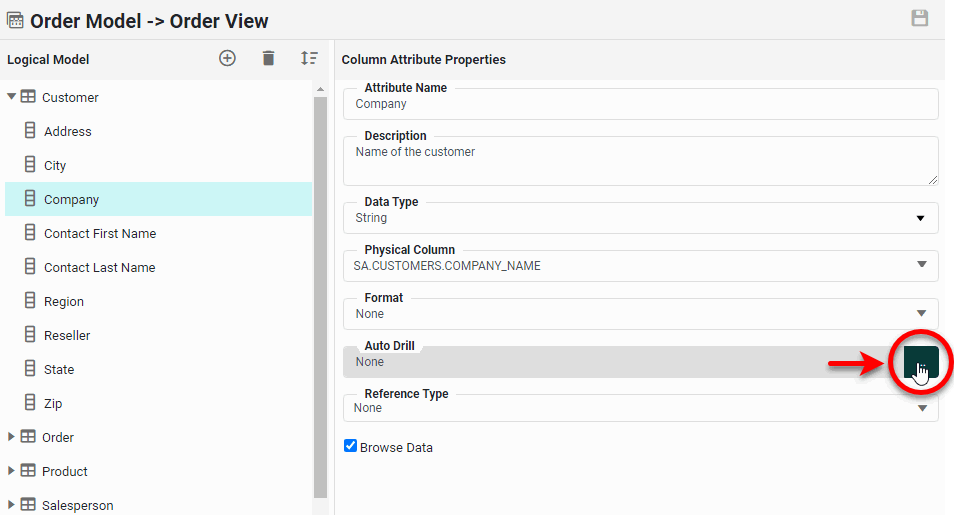 Order Model -> Order View
Logical Model
Customer
Address
City
Company
Contact First Name
Contact Last Name
Region
Reseller
State
Zip
Order
Product
Salesperson
Column Attribute Properties
Attribute Name
Company
Description
Name of the customer
Data Type
String
Physical Column
SA.CUSTOMERS.COMPANY_NAME
Format
None
Auto Drill
None
Reference Type
None
Browse Data